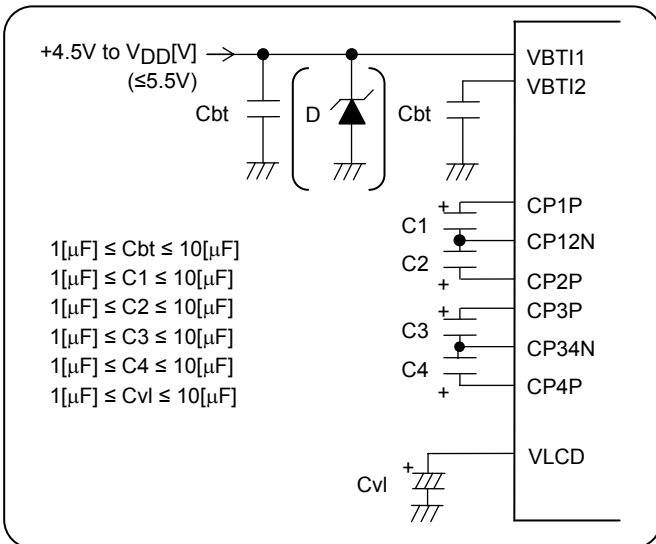 +4.5V to VDD[V]
(≤5.5V)
VBTI1
VBTI2
Cbt
D
Cbt
+
CP1P
C1
CP12N
C2
CP2P
+
+
CP3P
C3
CP34N
C4
CP4P
+
1[μF] ≤ Cbt ≤ 10[μF]
1[μF] ≤ C1 ≤ 10[μF]
1[μF] ≤ C2 ≤ 10[μF]
1[μF] ≤ C3 ≤ 10[μF]
1[μF] ≤ C4 ≤ 10[μF]
1[μF] ≤ Cvl ≤ 10[μF]
VLCD
+
Cvl